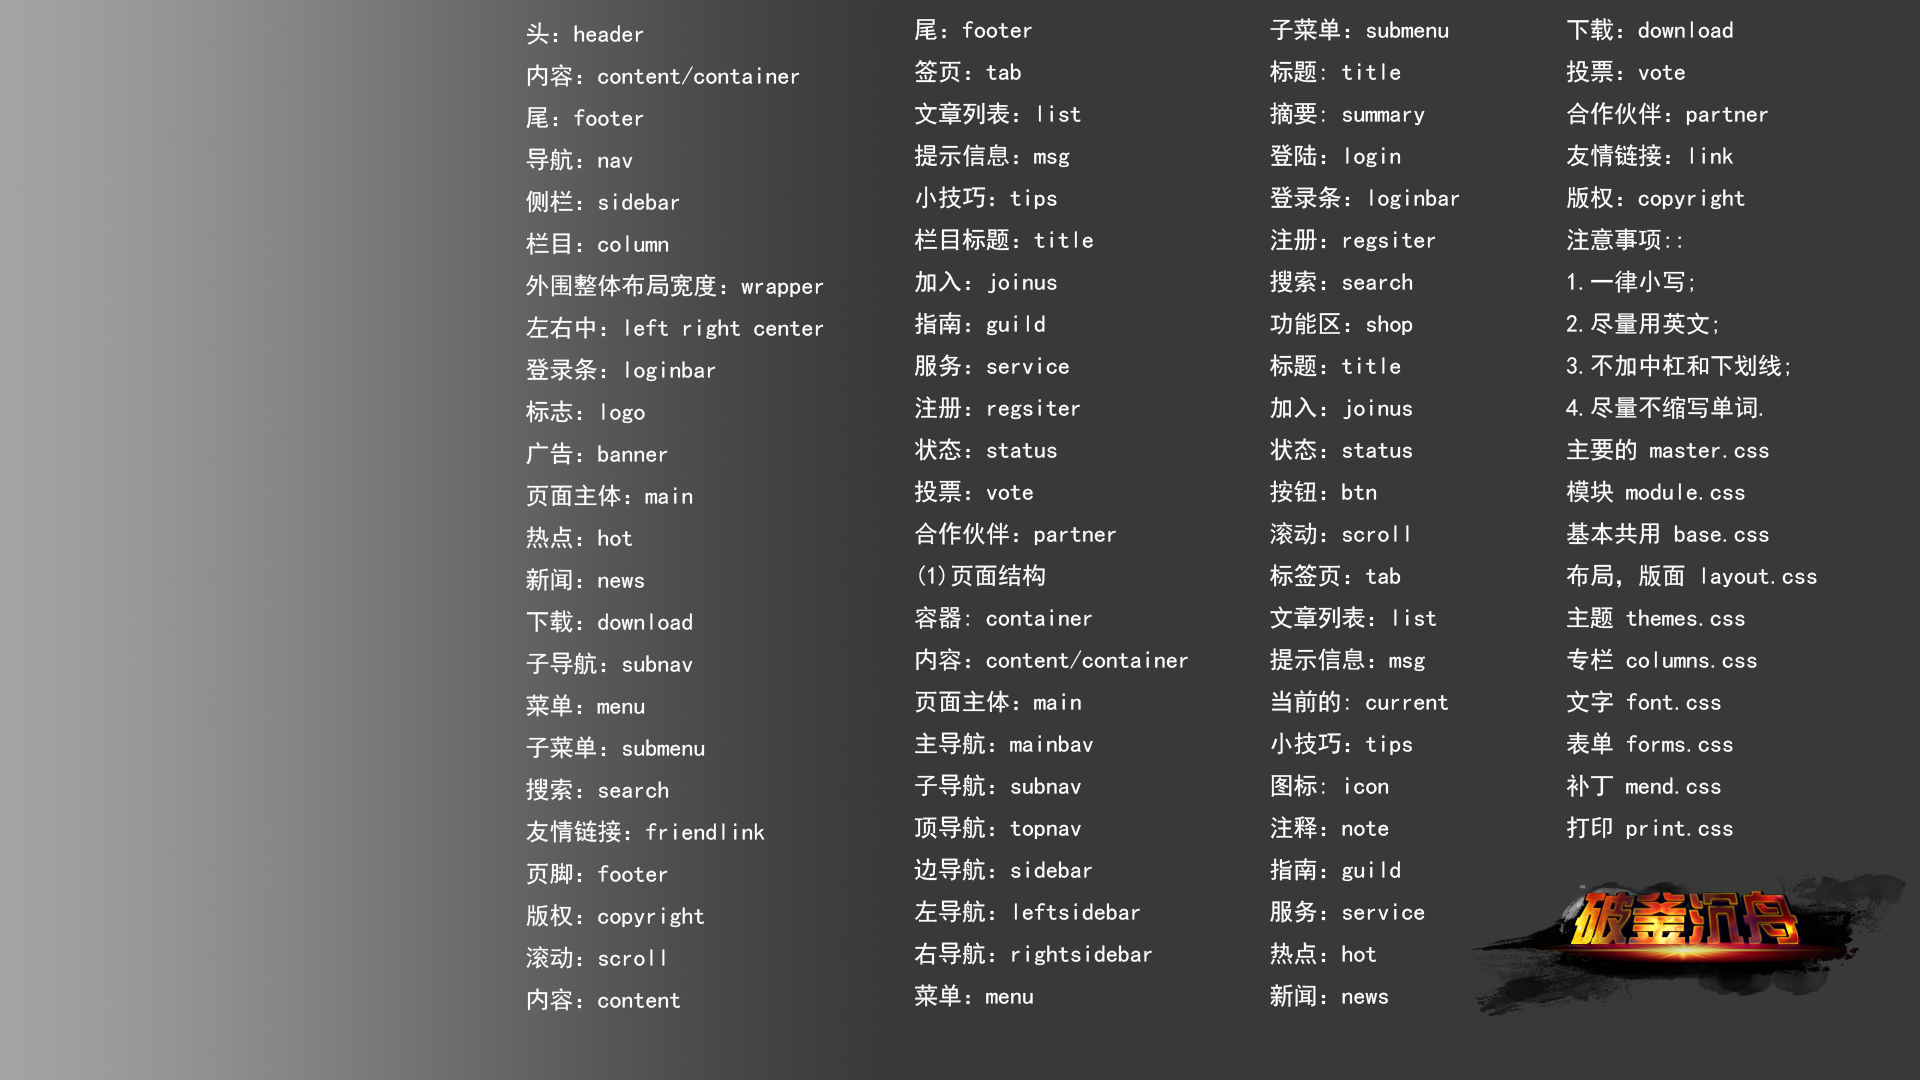 头：header
内容：content/container
尾：footer
导航：nav
侧栏：sidebar
栏目：column
外围整体布局宽度：wrapper
左右中：left right center
登录条：loginbar
标志：logo
广告：banner
页面主体：main
热点：hot
新闻：news
下载：download
子导航：subnav
菜单：menu
子菜单：submenu
搜索：search
友情链接：friendlink
页脚：footer
版权：copyright
滚动：scroll
内容：content
尾：footer
签页：tab
文章列表：list
提示信息：msg
小技巧：tips
栏目标题：title
加入：joinus
指南：guild
服务：service
注册：regsiter
状态：status
投票：vote
合作伙伴：partner
(1)页面结构
容器: container
内容：content/container
页面主体：main
主导航：mainbav
子导航：subnav
顶导航：topnav
边导航：sidebar
左导航：leftsidebar
右导航：rightsidebar
菜单：menu
子菜单：submenu
标题: title
摘要: summary
登陆：login
登录条：loginbar
注册：regsiter
搜索：search
功能区：shop
标题：title
加入：joinus
状态：status
按钮：btn
滚动：scroll
标签页：tab
文章列表：list
提示信息：msg
当前的: current
小技巧：tips
图标: icon
注释：note
指南：guild
服务：service
热点：hot
新闻：news
下载：download
投票：vote
合作伙伴：partner
友情链接：link
版权：copyright
注意事项::
1.一律小写;
2.尽量用英文;
3.不加中杠和下划线;
4.尽量不缩写单词.
主要的 master.css
模块 module.css
基本共用 base.css
布局，版面 layout.css
主题 themes.css
专栏 columns.css
文字 font.css
表单 forms.css
补丁 mend.css
打印 print.css
破釜沉舟